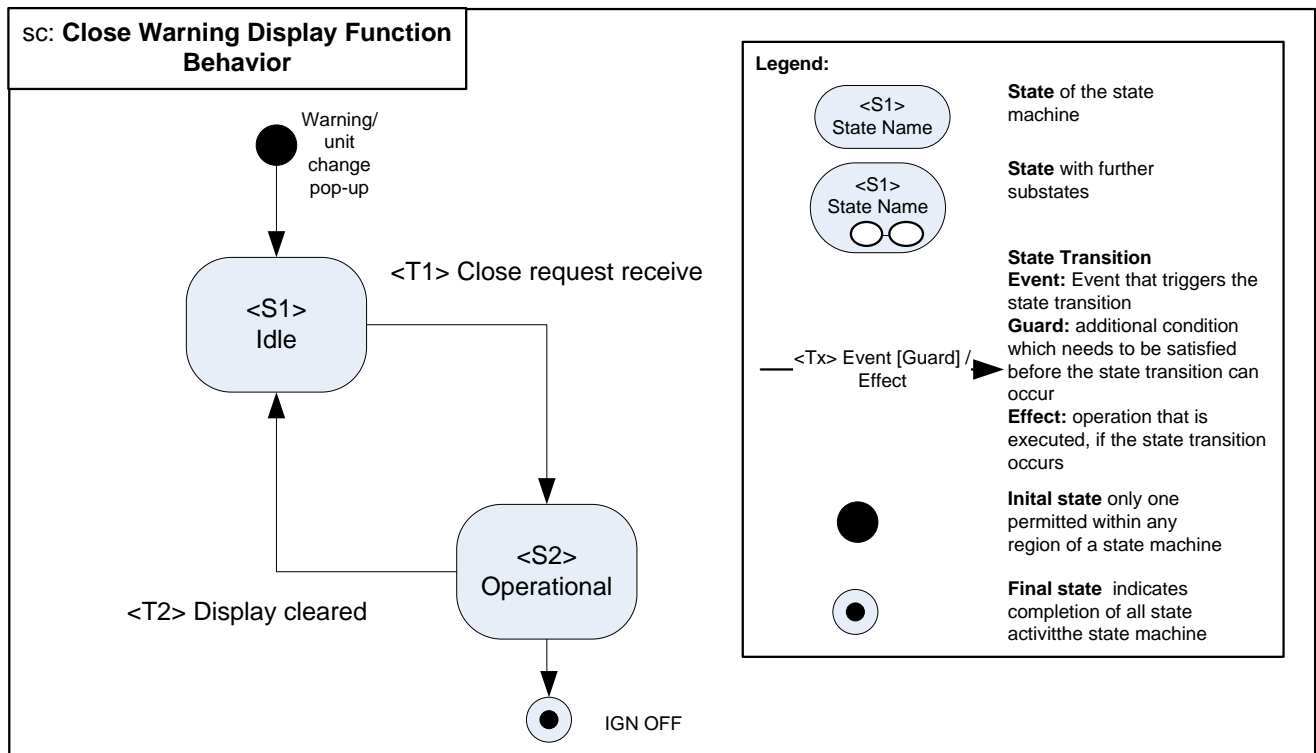 sc: Close Warning Display Function
Behavior
Warning/
unit
change
pop-up
<S1>
Idle
<T1> Close request receive
<S2>
Operational
<T2> Display cleared
IGN OFF
Legend:
<S1>
State Name
State of the state
machine
<S1>
State Name
State with further
substates
<Tx> Event [Guard] /
Effect
State Transition
Event: Event that triggers the
state transition
Guard: additional condition
which needs to be satisfied
before the state transition can
occur
Effect: operation that is
executed, if the state transition
occurs
Inital state only one
permitted within any
region of a state machine
Final state indicates
completion of all state
activitthe state machine